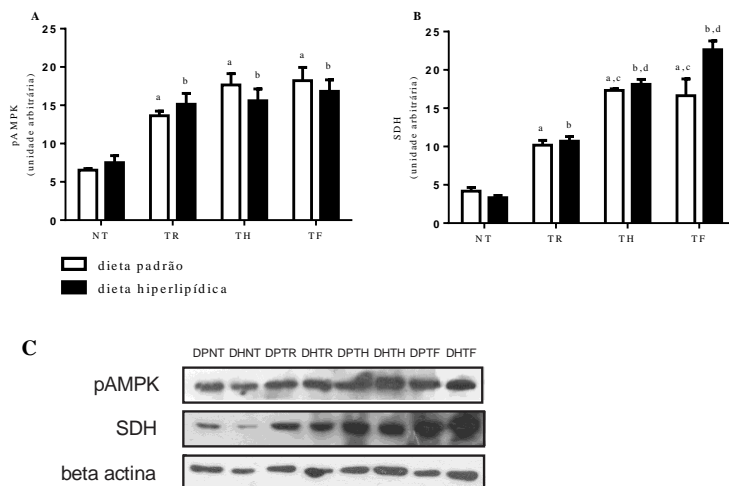 A
pAMPK
(unidade arbitrária)
25
20
15
10
5
0
a
b
a
b
a
b
NT
TR
TH
TF
dieta padrão
dieta hiperlipídica
B
SDH
(unidade arbitrária)
25
20
15
10
5
0
a
b
a,c
b,d
a,c
b,d
NT
TR
TH
TF
C
DPNT DHNT DPTR DHTR DPTH DHTH DPTF DHTF
pAMPK
SDH
beta actina